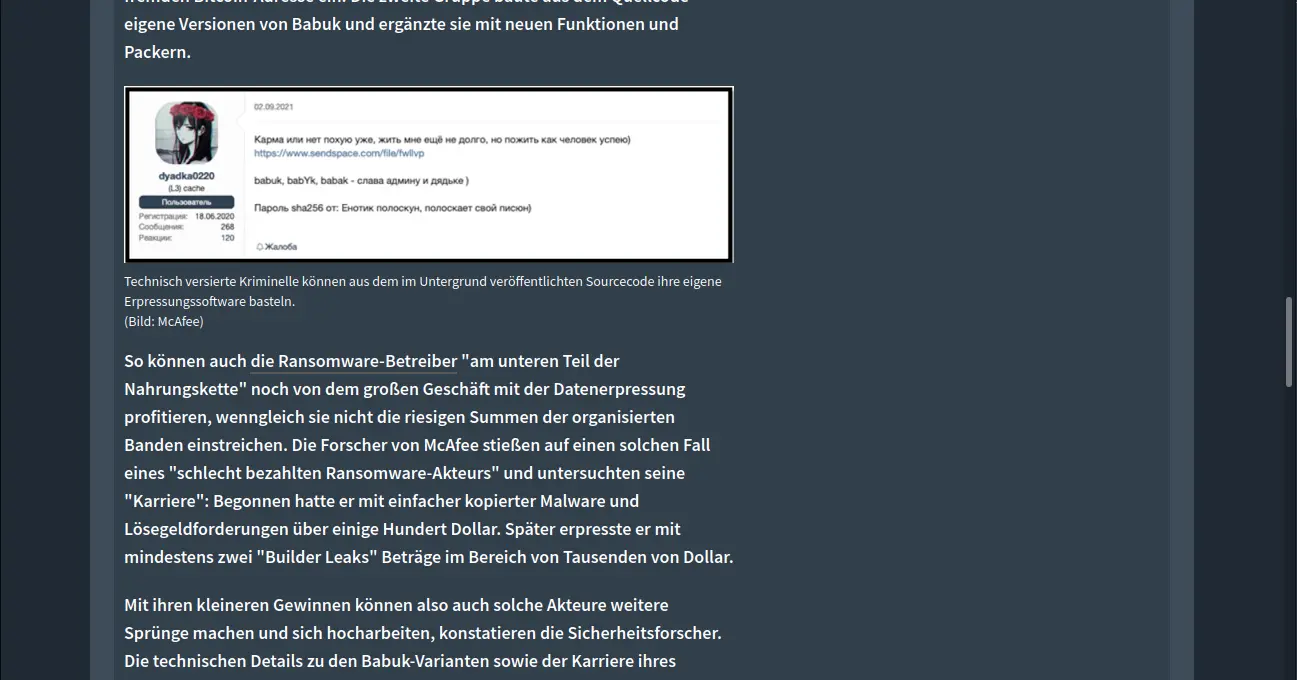 eigene Versionen von Babuk und ergänzte sie mit neuen Funktionen und
Packern.
02.09.2021
Карма или нет похую уже, жить мне ещё не долго, но пожить как человек успею)
https://www.sendspace.com/file/fwllvp
dyadka0220
(L3) cache
babuk, babYk, babak - слава админу и дядьке )
Пользователь
Пароль sha256 от: Енотик полоскун, полоскает свой писюн)
Регистрация: 18.06.2020
Сообщения: 268
Реакции: 120
Жалоба
Technisch versierte Kriminelle können aus dem im Untergrund veröffentlichten Sourcecode ihre eigene
Erpressungssoftware basteln.
(Bild: McAfee)
So können auch die Ransomware-Betreiber "am unteren Teil der
Nahrungskette" noch von dem großen Geschäft mit der Datenerpressung
profitieren, wenngleich sie nicht die riesigen Summen der organisierten
Banden einstreichen. Die Forscher von McAfee stießen auf einen solchen Fall
eines "schlecht bezahlten Ransomware-Akteurs" und untersuchten seine
"Karriere": Begonnen hatte er mit einfacher kopierter Malware und
Lösegeldforderungen über einige Hundert Dollar. Später erpresste er mit
mindestens zwei "Builder Leaks" Beträge im Bereich von Tausenden von Dollar.
Mit ihren kleineren Gewinnen können also auch solche Akteure weitere
Sprünge machen und sich hocharbeiten, konstatieren die Sicherheitsforscher.
Die technischen Details zu den Babuk-Varianten sowie der Karriere ihres